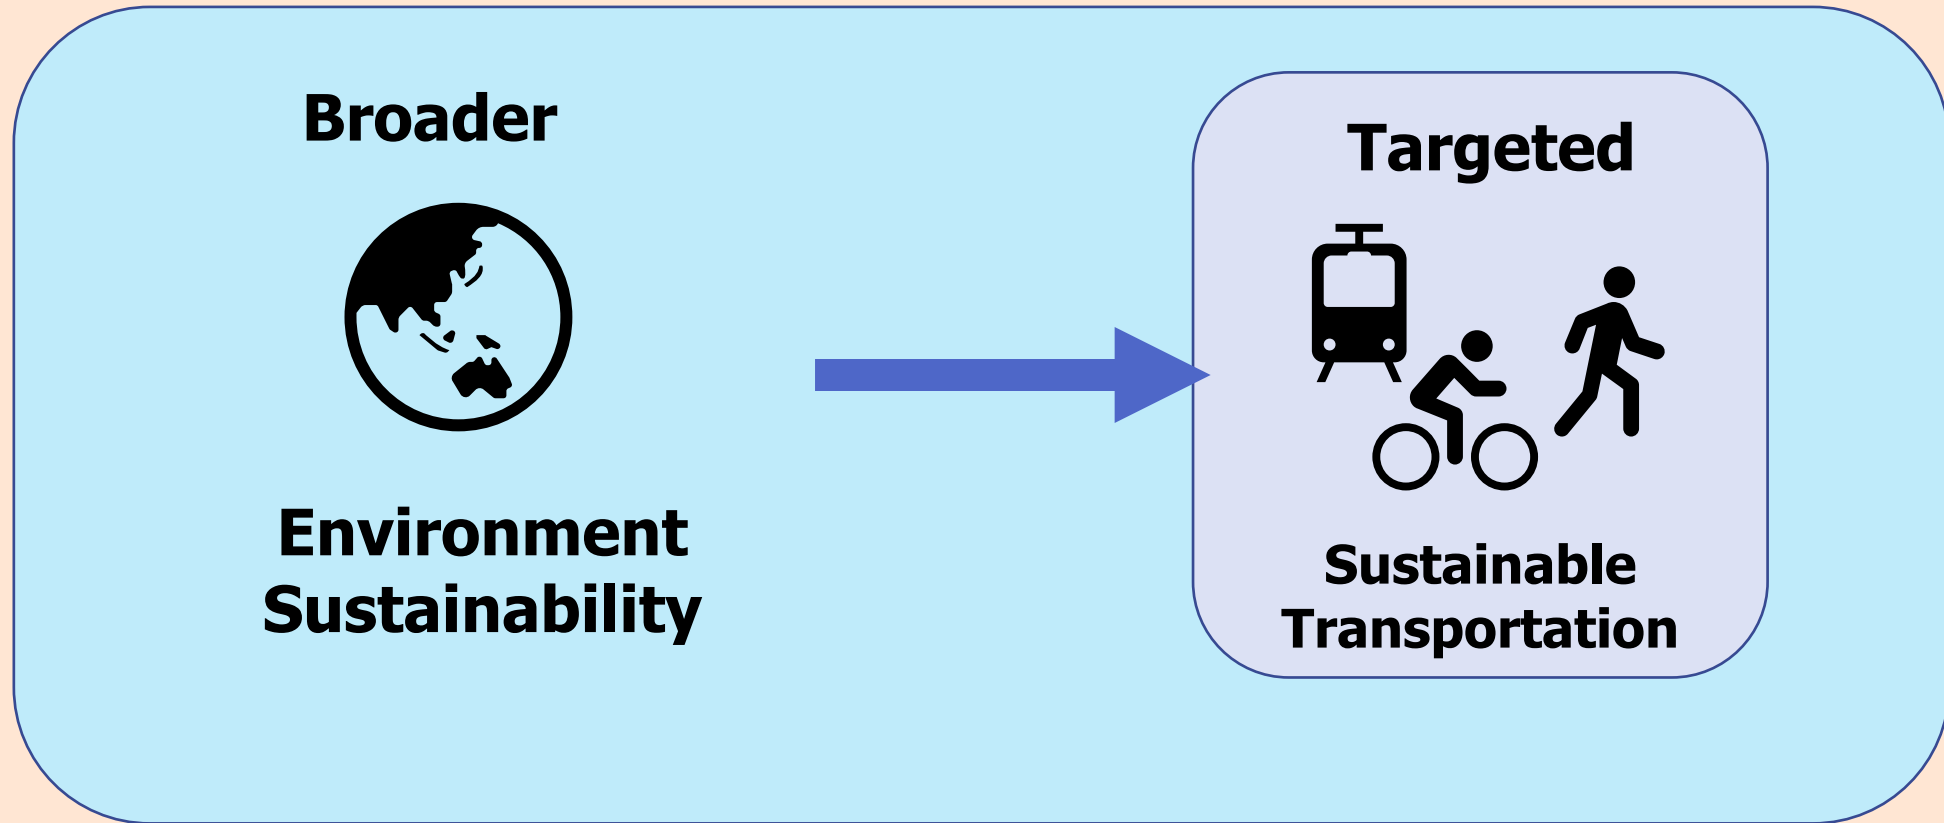 Broader
Environment
Sustainability
Targeted
Sustainable
Transportation